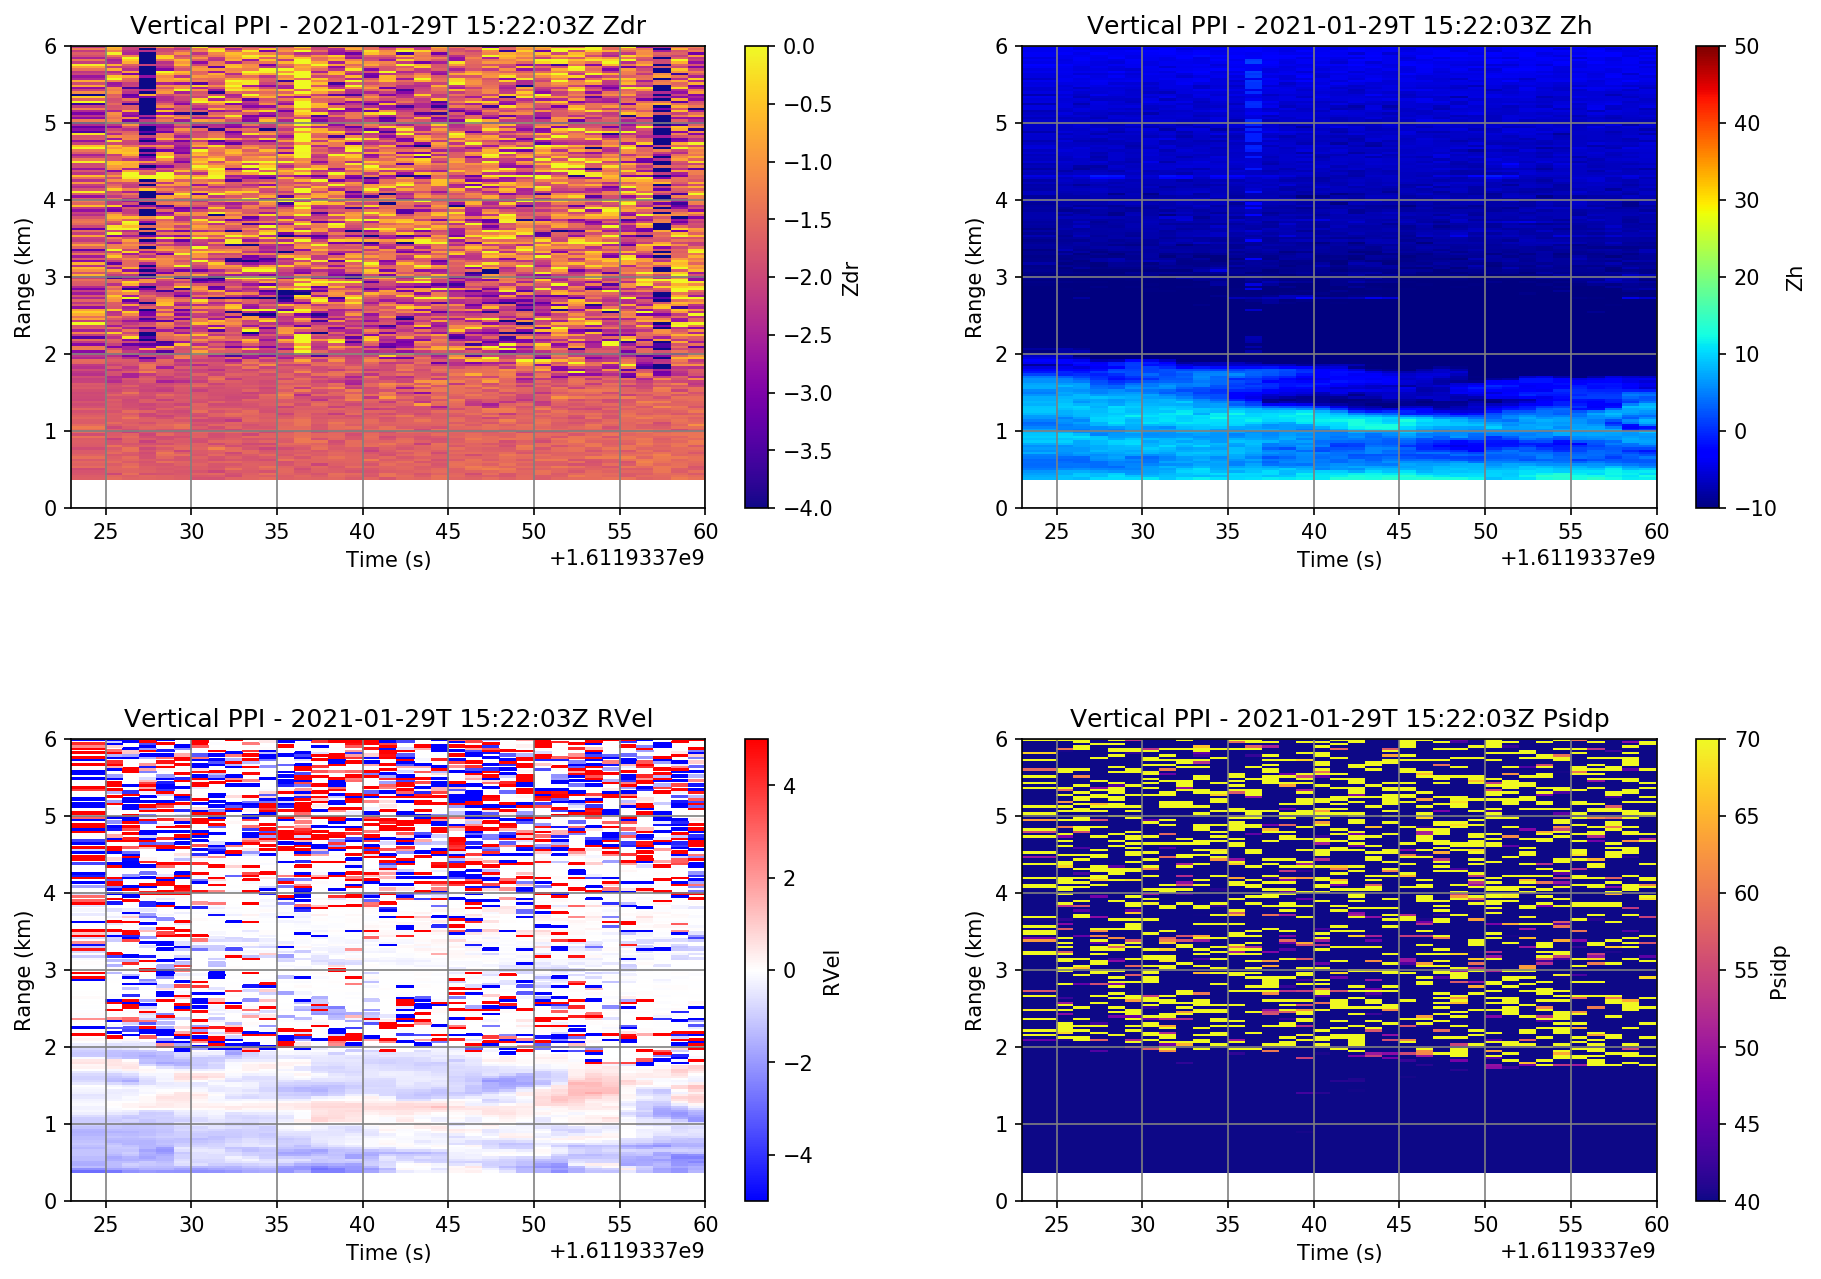 Vertical PPI - 2021-01-29T 15:22:03Z Zdr
6
5
4
3
2
1
0
Range (km)
25 30 35 40 45 50 55 60
Time (s)
+1.6119337e9
0.0
−0.5
−1.0
−1.5
−2.0
−2.5
−3.0
−3.5
−4.0
Zdr
Vertical PPI - 2021-01-29T 15:22:03Z Zh
6
5
4
3
2
1
0
Range (km)
25 30 35 40 45 50 55 60
Time (s)
+1.6119337e9
50
40
30
20
10
0
−10
Zh
Vertical PPI - 2021-01-29T 15:22:03Z RVel
6
5
4
3
2
1
0
Range (km)
25 30 35 40 45 50 55 60
Time (s)
+1.6119337e9
4
2
0
−2
−4
RVel
Vertical PPI - 2021-01-29T 15:22:03Z Psidp
6
5
4
3
2
1
0
Range (km)
25 30 35 40 45 50 55 60
Time (s)
+1.6119337e9
70
65
60
55
50
45
40
Psidp